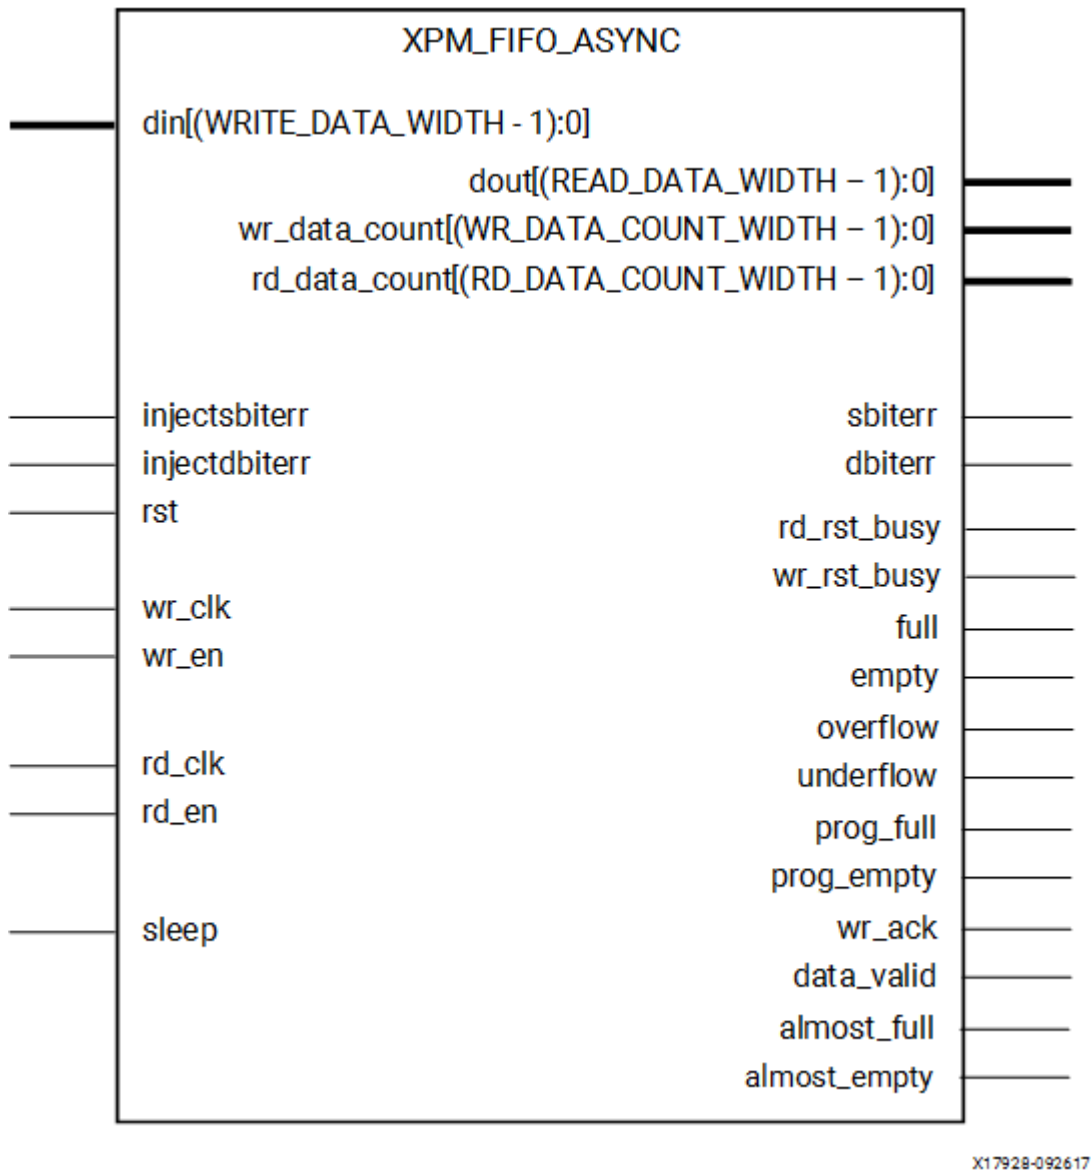 XPM_FIFO_ASYNC
din[(WRITE_DATA_WIDTH - 1):0]
dout[(READ_DATA_WIDTH – 1):0]
wr_data_count[(WR_DATA_COUNT_WIDTH – 1):0]
rd_data_count[(RD_DATA_COUNT_WIDTH – 1):0]
injectsbiterr
sbiterr
injectdbiterr
dbiterr
rst
rd_rst_busy
wr_rst_busy
wr_clk
full
wr_en
empty
overflow
rd_clk
underflow
rd_en
prog_full
prog_empty
sleep
wr_ack
data_valid
almost_full
almost_empty
X17928-092617